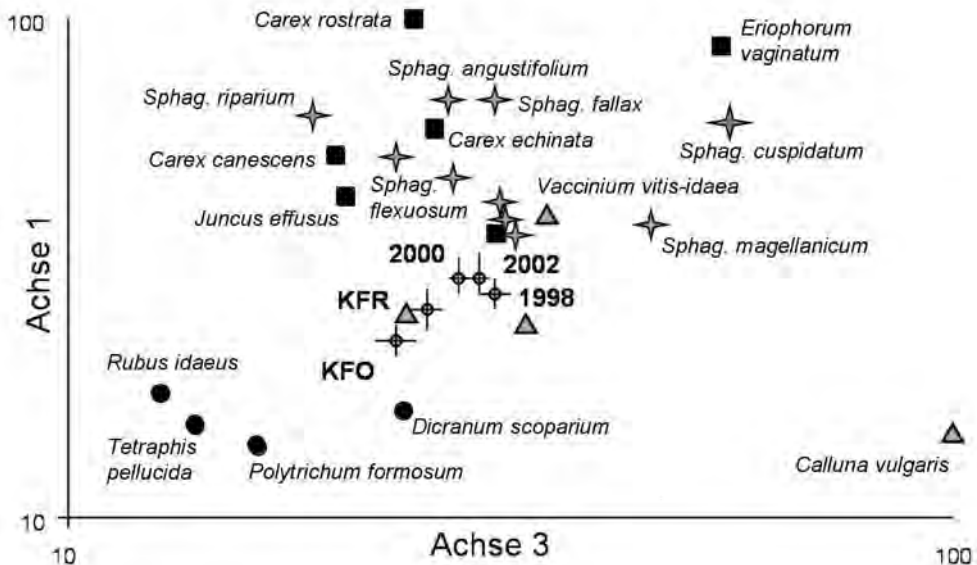 100
Carex rostrata
Eriophorum
vaginatum
Sphag. angustifolium
Sphag. riparium
Sphag. fallax
Carex echinata
Sphag. cuspidatum
Carex canescens
Sphag.
flexuosum
Vaccinium vitis-idaea
Juncus effusus
Sphag. magellanicum
Achse 1
2000
2002
1998
KFR
KFO
Rubus idaeus
Dicranum scoparium
Tetraphis
pellucida
Polytrichum formosum
Calluna vulgaris
10
10
Achse 3
100